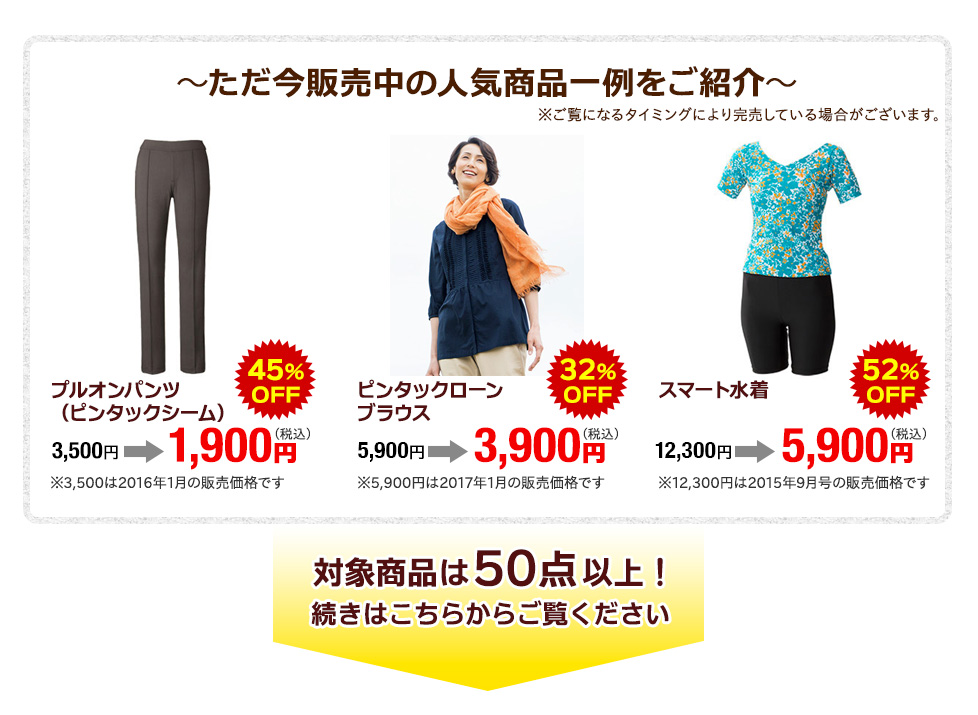 ～ただ今販売中の人気商品一例をご紹介～
※ご覧になるタイミングにより完売している場合がございます。
45%
OFF
プルオンパンツ
（ピンタックシーム）
3,500円
1,900円
（税込）
※3,500は2016年1月の販売価格です
32%
OFF
ピンタックローン
ブラウス
5,900円
3,900円
（税込）
※5,900円は2017年1月の販売価格です
52%
OFF
スマート水着
12,300円
5,900円
（税込）
※12,300円は2015年9月号の販売価格です
対象商品は50点以上！
続きはこちらからご覧ください